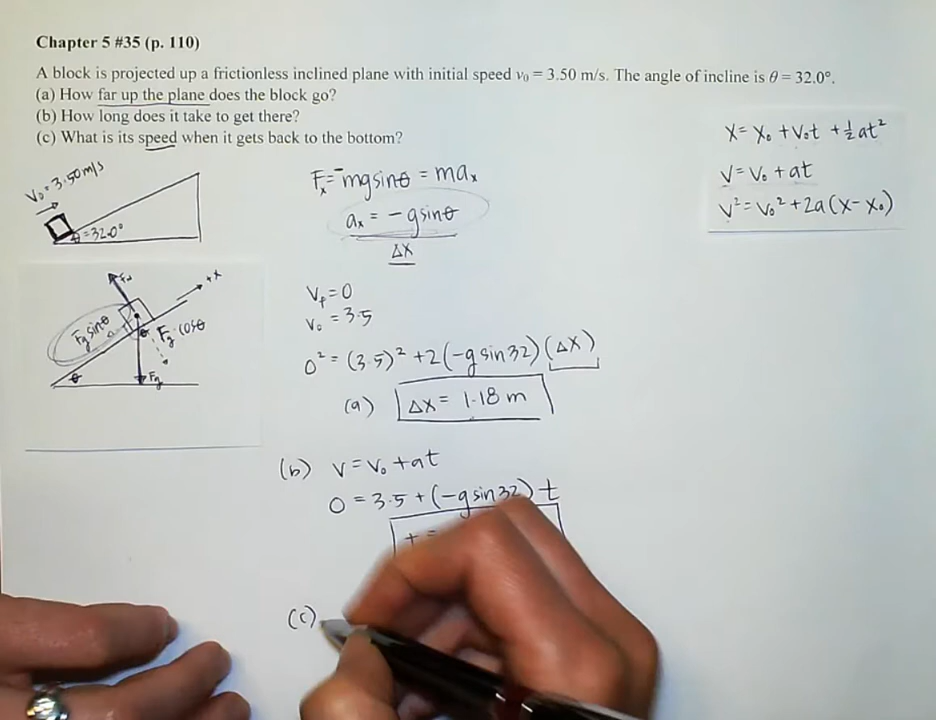 Chapter 5 #35 (p. 110)
A block is projected up a frictionless inclined plane with initial speed v₀ = 3.50 m/s. The angle of incline is θ = 32.0°.
(a) How far up the plane does the block go?
(b) How long does it take to get there?
(c) What is its speed when it gets back to the bottom?
x = x₀ + v₀t + ½at²
v = v₀ + at
v² = v₀² + 2a(x - x₀)
v₀ = 3.50 m/s
θ = 32.0°
Fₓ = -mg sinθ = maₓ
aₓ = -g sinθ
Δx
+x
Fg sinθ
θ
Fg cosθ
θ
Fg
v_f = 0
v₀ = 3.5
0² = (3.5)² + 2(-g sin 32)(Δx)
(a) Δx = 1.18 m
(b) v = v₀ + at
0 = 3.5 + (-g sin 32) t
t =
(c)